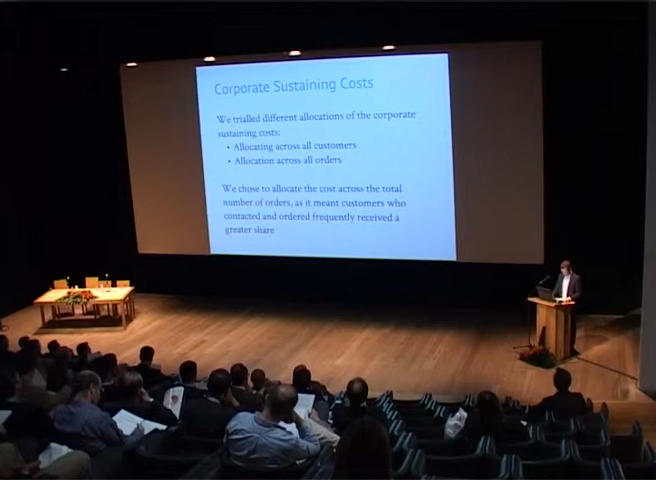 Corporate Sustaining Costs
We trialled different allocations of the corporate
sustaining costs:
• Allocating across all customers
• Allocation across all orders
We chose to allocate the cost across the total
number of orders, as it meant customers who
contacted and ordered frequently received a
greater share